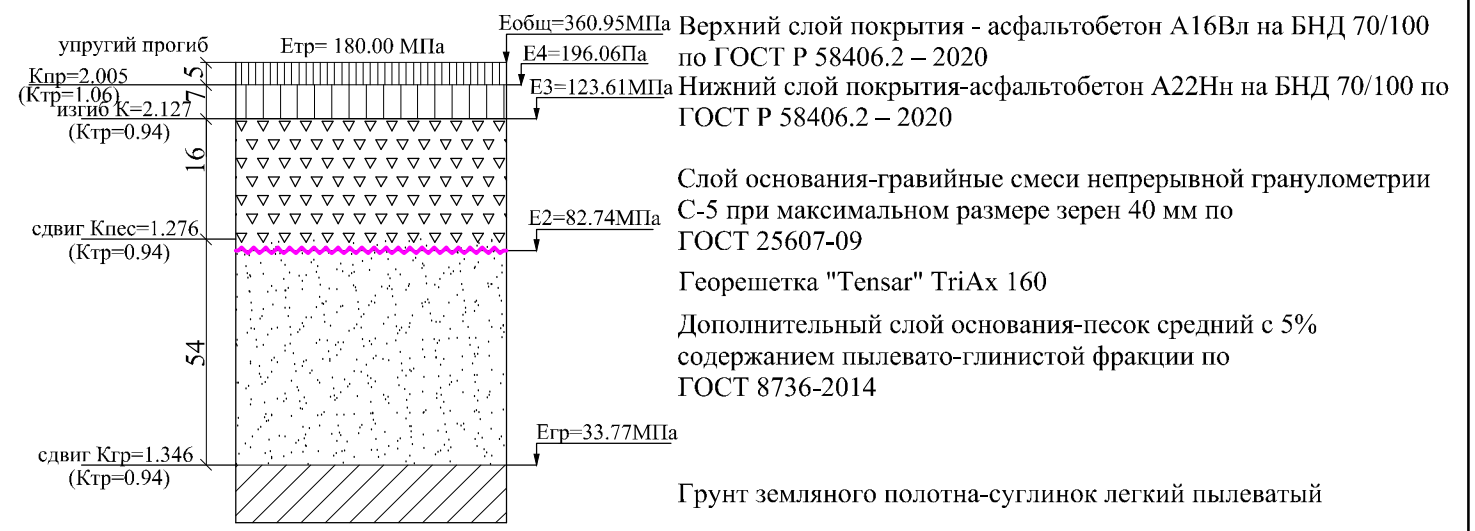 упругий прогиб
Етр= 180.00 МПа
Еобщ=360.95МПа
Е4=196.06Па
Кпр=2.005
(Ктр=1.06)
изгиб К=2.127
(Ктр=0.94)
Е3=123.61МПа
5
7
16
54
сдвиг Кпес=1.276
(Ктр=0.94)
Е2=82.74МПа
Егр=33.77МПа
сдвиг Кгр=1.346
(Ктр=0.94)
Верхний слой покрытия - асфальтобетон А16Вл на БНД 70/100
по ГОСТ Р 58406.2 – 2020
Нижний слой покрытия-асфальтобетон А22Нн на БНД 70/100 по
ГОСТ Р 58406.2 – 2020
Слой основания-гравийные смеси непрерывной гранулометрии
С-5 при максимальном размере зерен 40 мм по
ГОСТ 25607-09
Георешетка "Tensar" TriAx 160
Дополнительный слой основания-песок средний с 5%
содержанием пылевато-глинистой фракции по
ГОСТ 8736-2014
Грунт земляного полотна-суглинок легкий пылеватый